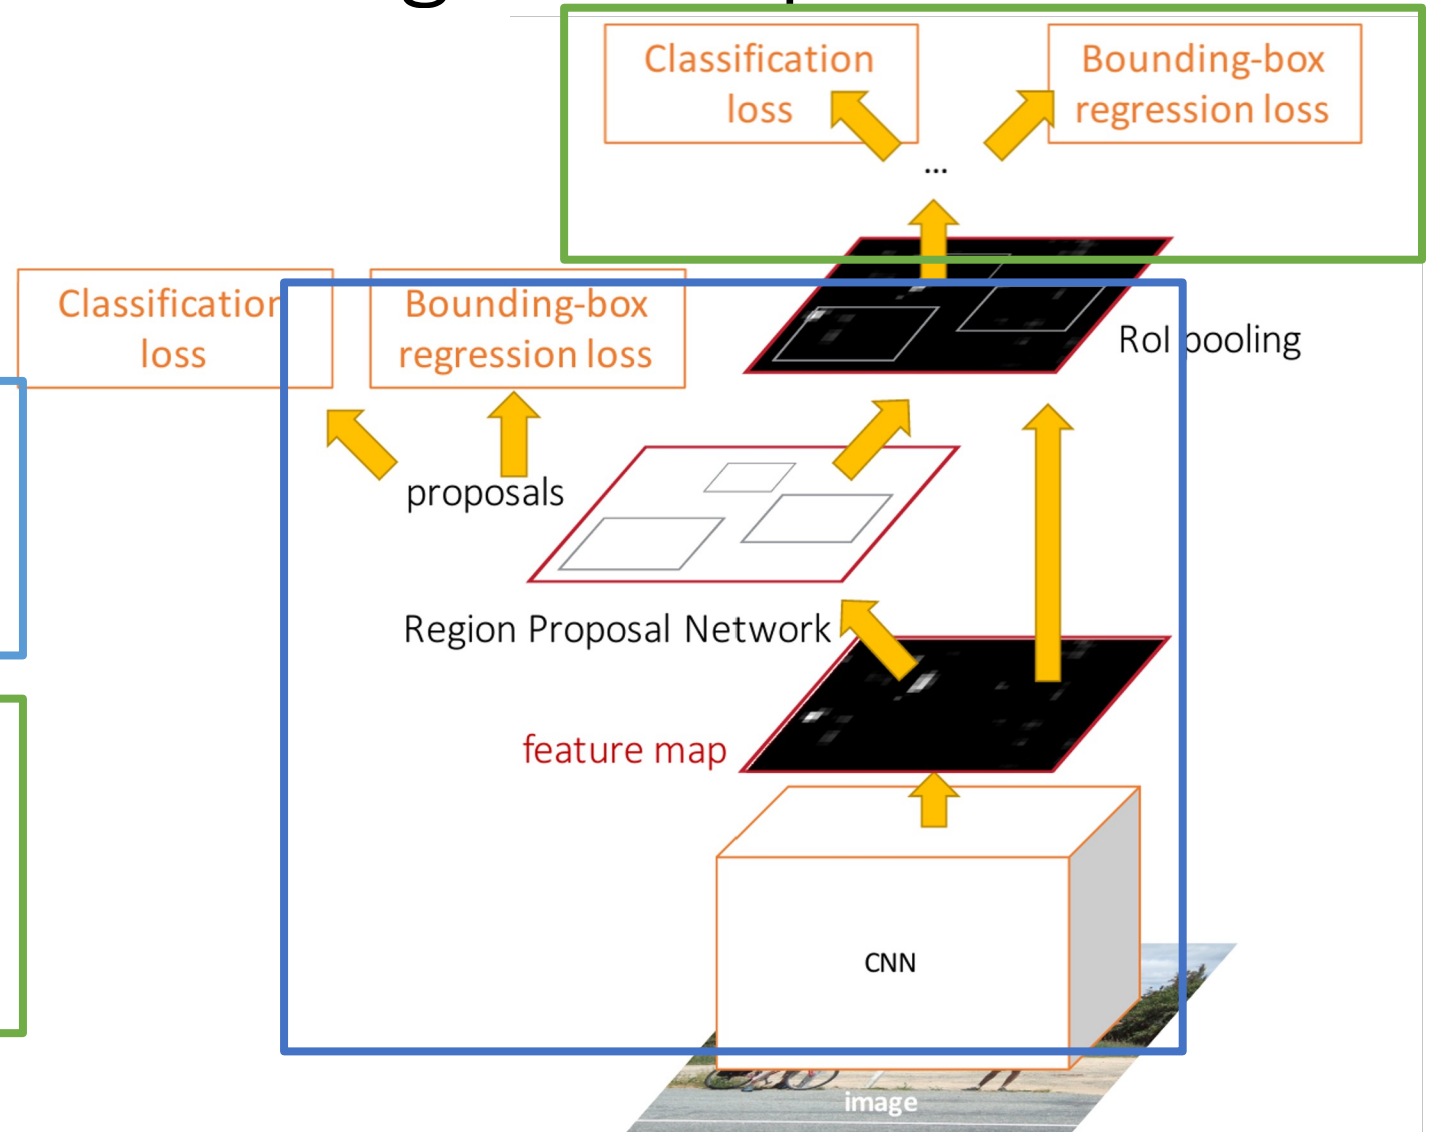 Classification
loss
Bounding-box
regression loss
...
Classification
loss
Bounding-box
regression loss
RoI pooling
proposals
Region Proposal Network
feature map
CNN
image